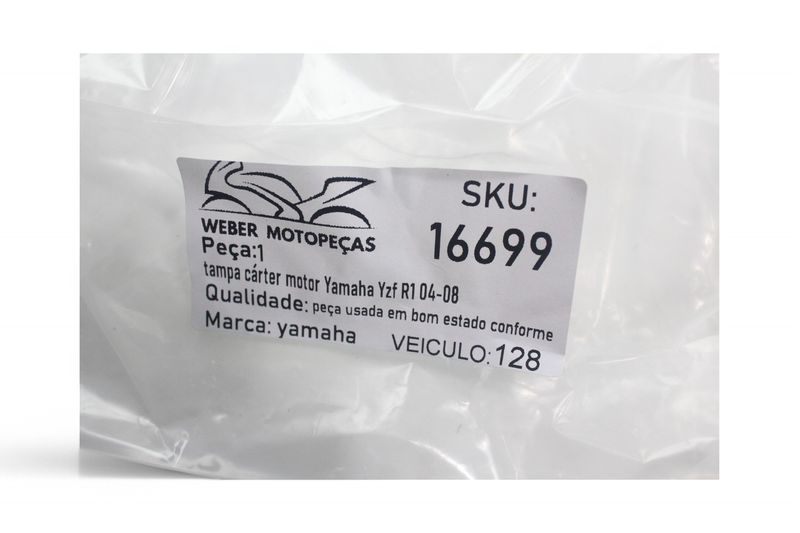 WEBER MOTOPEÇAS
SKU:
16699
Peça:1
tampa cárter motor Yamaha Yzf R1 04-08
Qualidade: peça usada em bom estado conforme
Marca: yamaha
VEICULO: 128